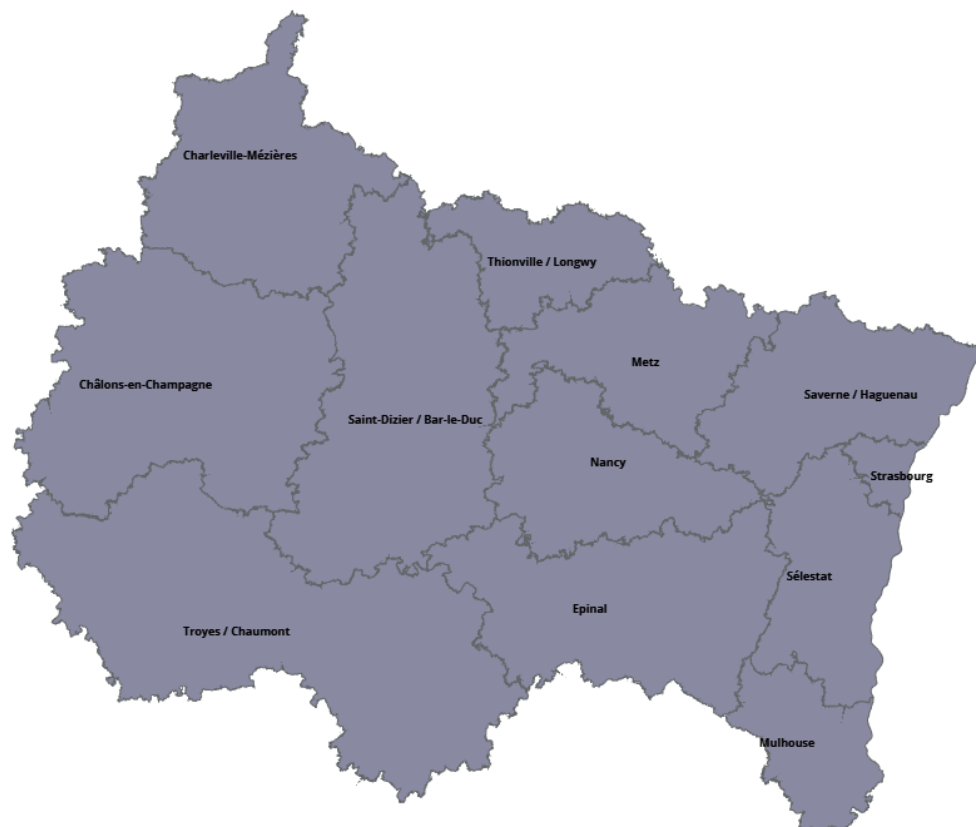 Charleville-Mézières
Thionville / Longwy
Metz
Châlons-en-Champagne
Saverne / Haguenau
Saint-Dizier / Bar-le-Duc
Nancy
Strasbourg
Sélestat
Epinal
Troyes / Chaumont
Mulhouse